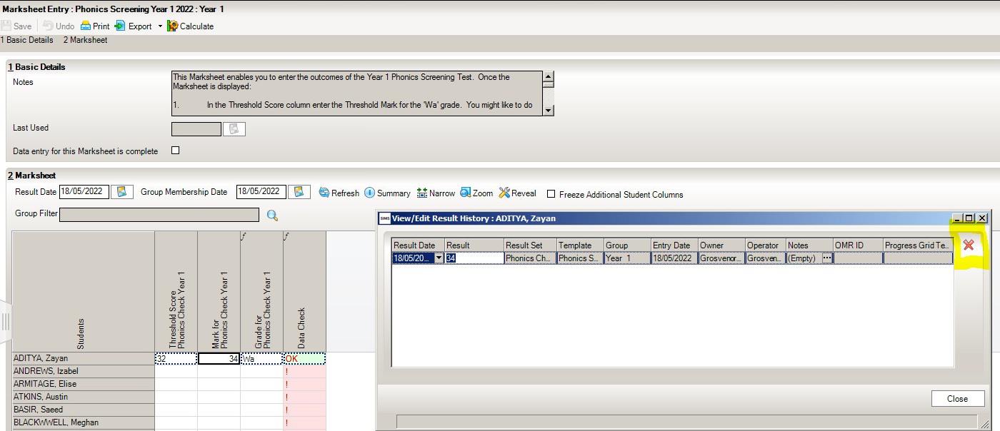 Marksheet Entry : Phonics Screening Year 1 2022 : Year 1
Save Undo Print Export Calculate
1 Basic Details 2 Marksheet
1 Basic Details
Notes
This Marksheet enables you to enter the outcomes of the Year 1 Phonics Screening Test. Once the
Marksheet is displayed:
1. In the Threshold Score column enter the Threshold Mark for the 'Wa' grade. You might like to do
Last Used
Data entry for this Marksheet is complete
2 Marksheet
Result Date 18/05/2022 Group Membership Date 18/05/2022 Refresh Summary Narrow Zoom Reveal Freeze Additional Student Columns
Group Filter
Students
Threshold Score
Phonics Check Year 1
Mark for
Phonics Check Year 1
Grade for
Phonics Check Year 1
Data Check
ADITYA, Zayan 32 34 Wa OK
ANDREWS, Izabel !
ARMITAGE, Elise !
ATKINS, Austin !
BASIR, Saeed !
BLACKWWELL, Meghan !
SIMS View/Edit Result History : ADITYA, Zayan
Result Date Result Result Set Template Group Entry Date Owner Operator Notes OMR ID Progress Grid Te..
18/05/20... 34 Phonics Ch... Phonics S... Year 1 18/05/2022 Grosvenor... Grosven... (Empty) ...
Close